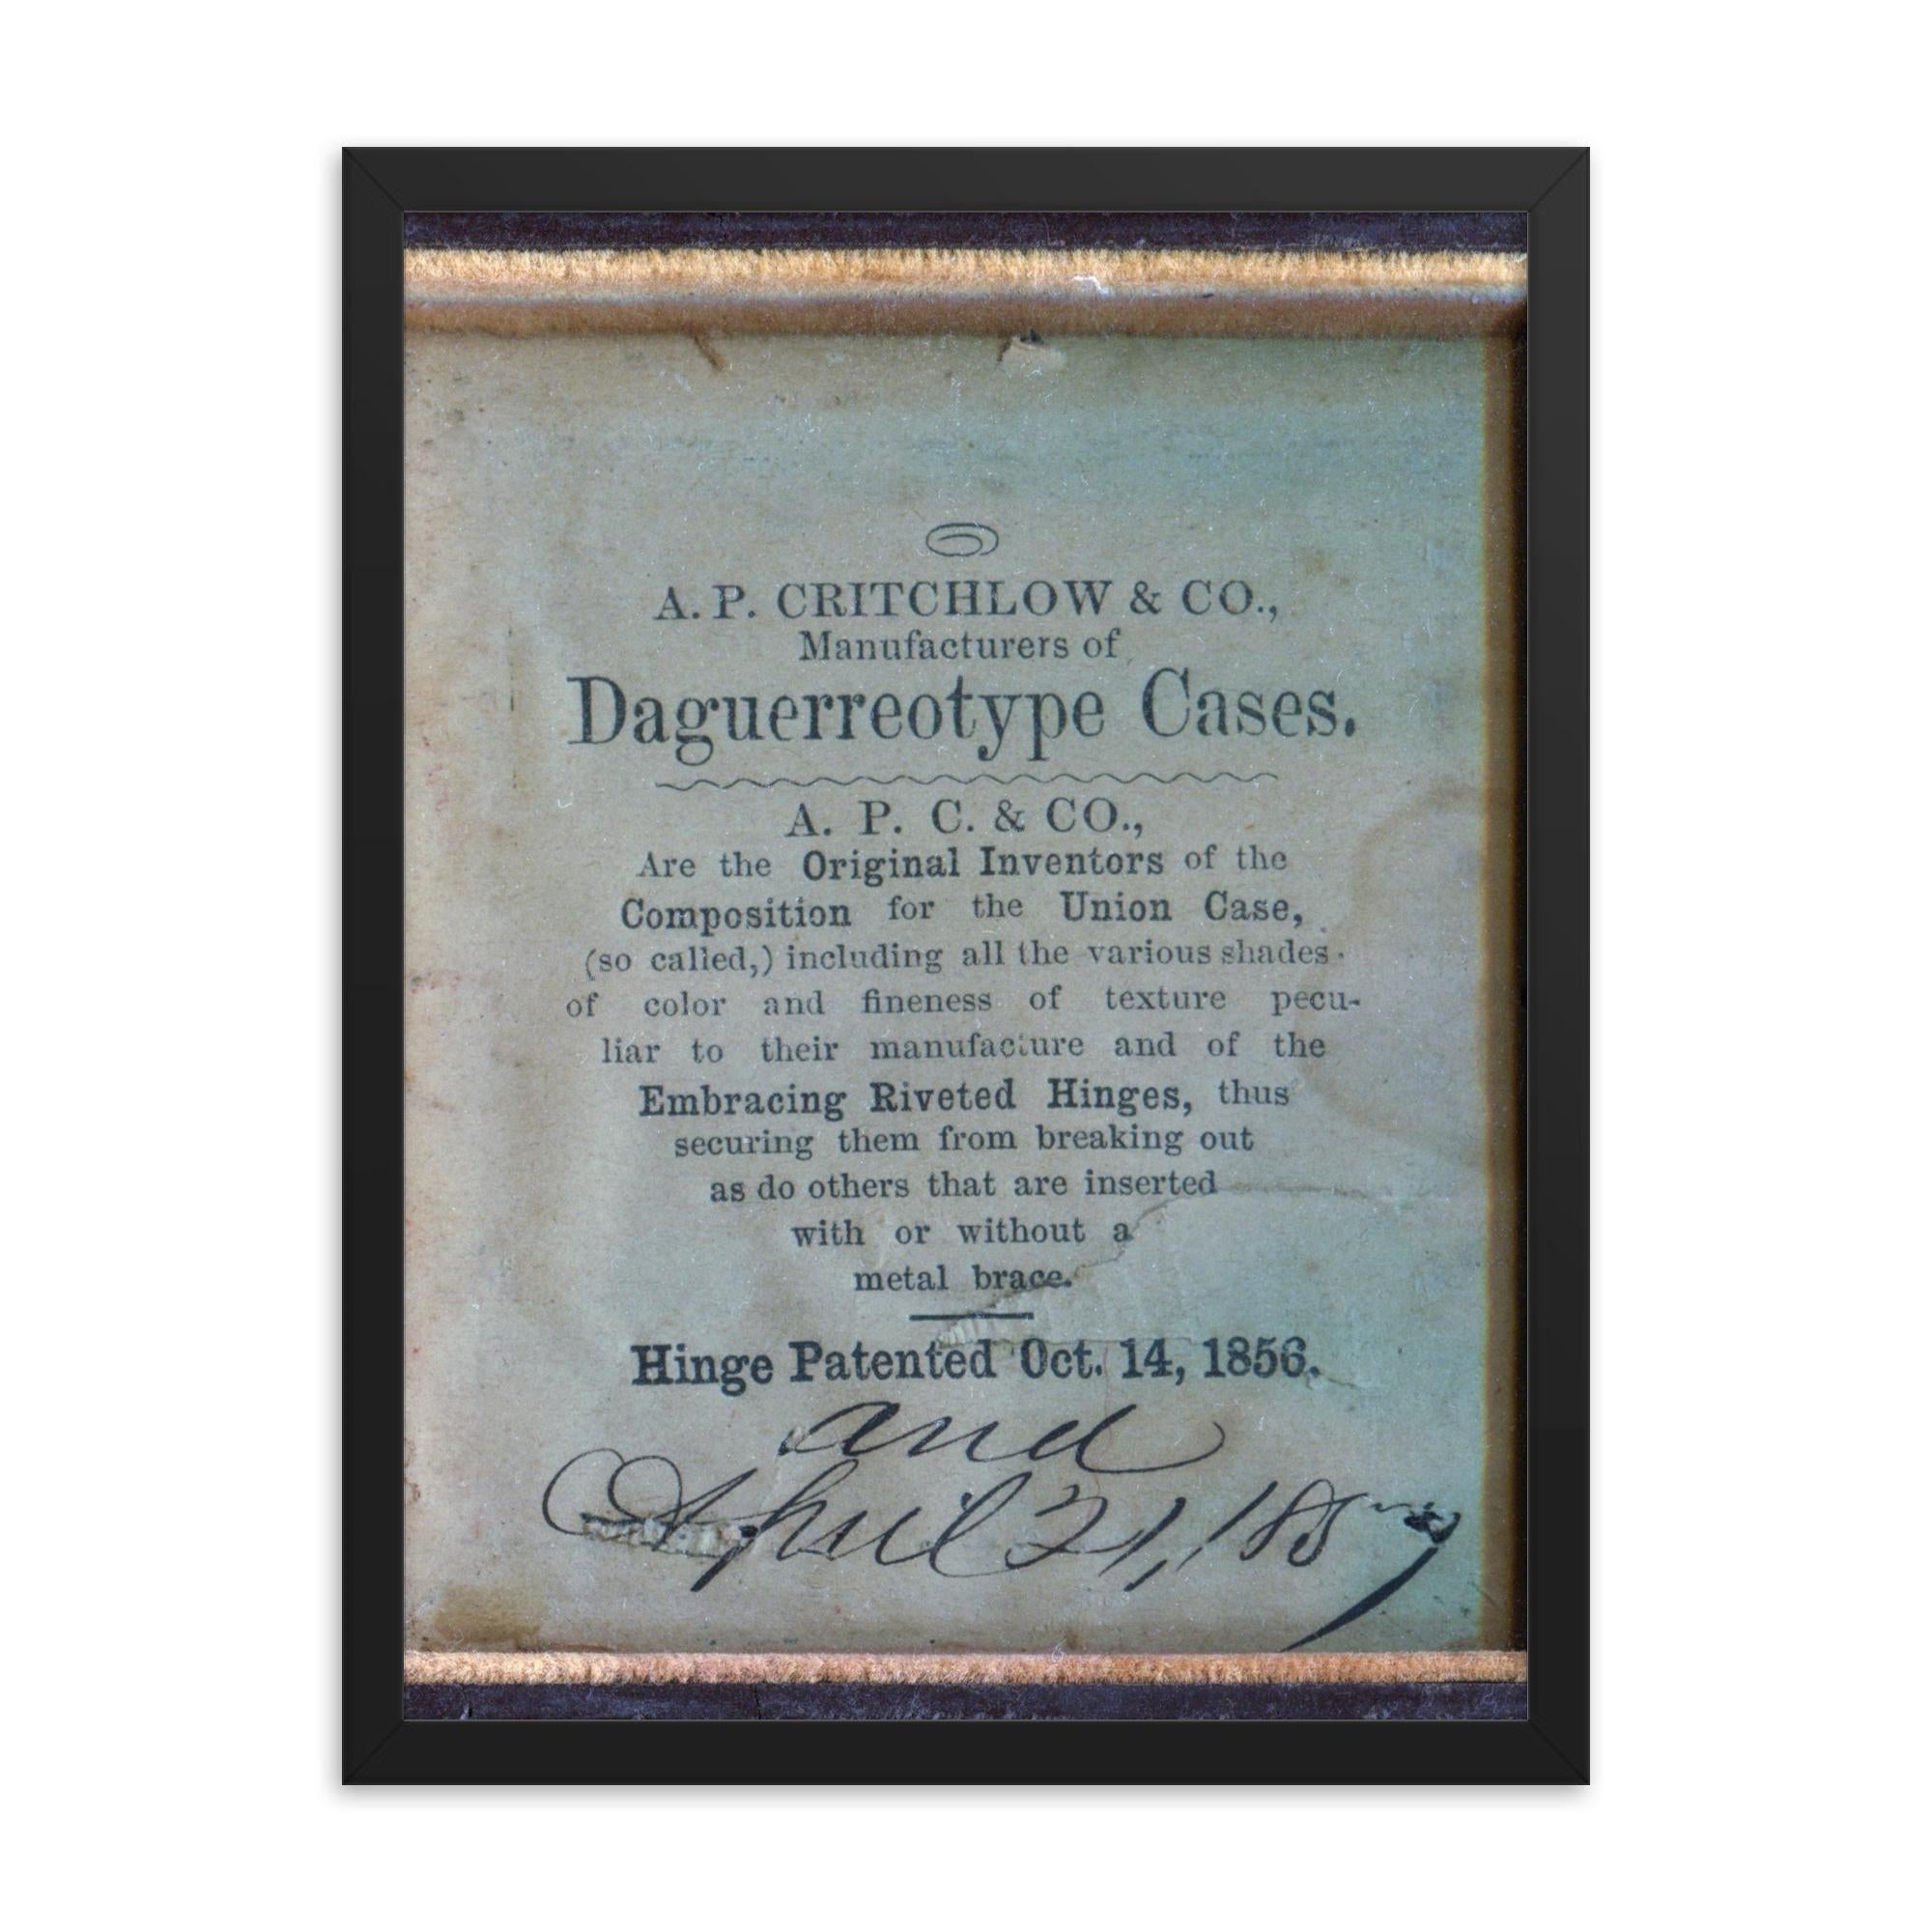 A. P. CRITCHLOW & CO.,
Manufacturers of
Daguerreotype Cases.
A. P. C. & CO.,
Are the Original Inventors of the
Composition for the Union Case,
(so called,) including all the various shades
of color and fineness of texture pecu-
liar to their manufacture and of the
Embracing Riveted Hinges, thus
securing them from breaking out
as do others that are inserted
with or without a
metal brace.
Hinge Patented Oct. 14, 1856.
and
April 21, 1857